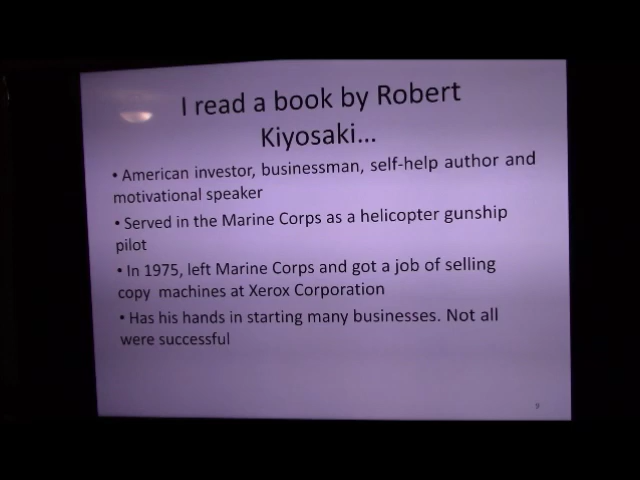 I read a book by Robert
Kiyosaki...
• American investor, businessman, self-help author and
motivational speaker
• Served in the Marine Corps as a helicopter gunship
pilot
• In 1975, left Marine Corps and got a job of selling
copy machines at Xerox Corporation
• Has his hands in starting many businesses. Not all
were successful